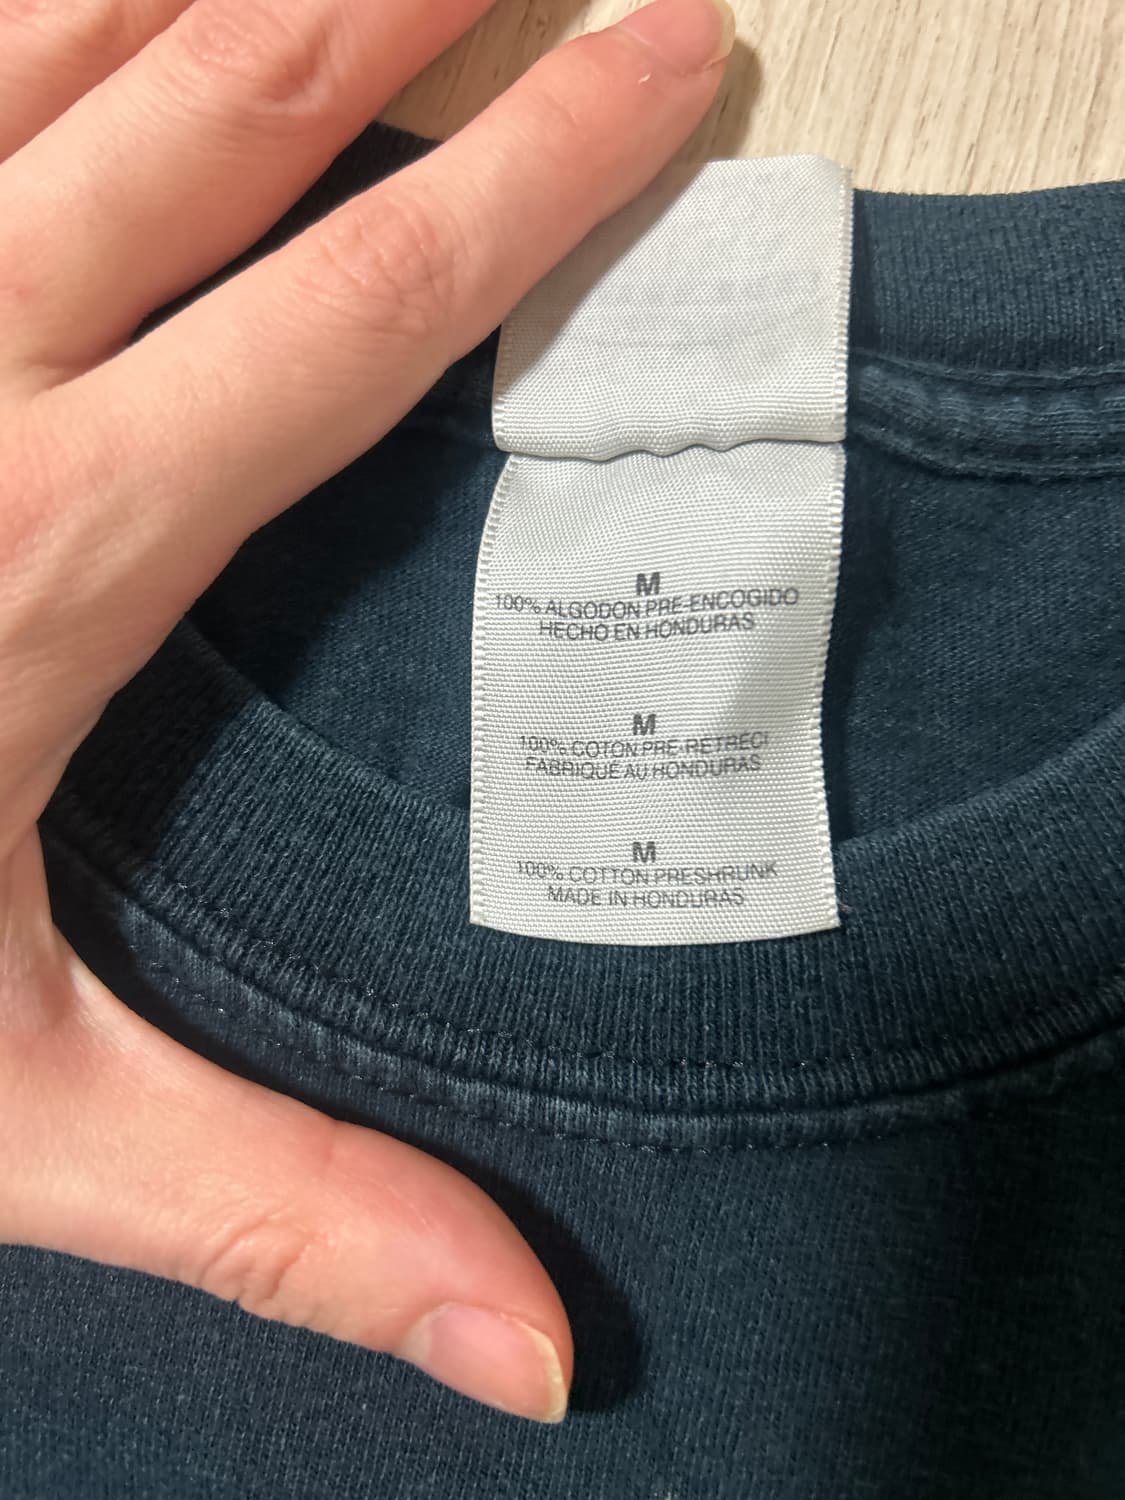 M
100% ALGODON PRE-ENCOGIDO
HECHO EN HONDURAS
M
100% COTON PRE-RETRECI
FABRIQUE AU HONDURAS
M
100% COTTON PRESHRUNK
MADE IN HONDURAS